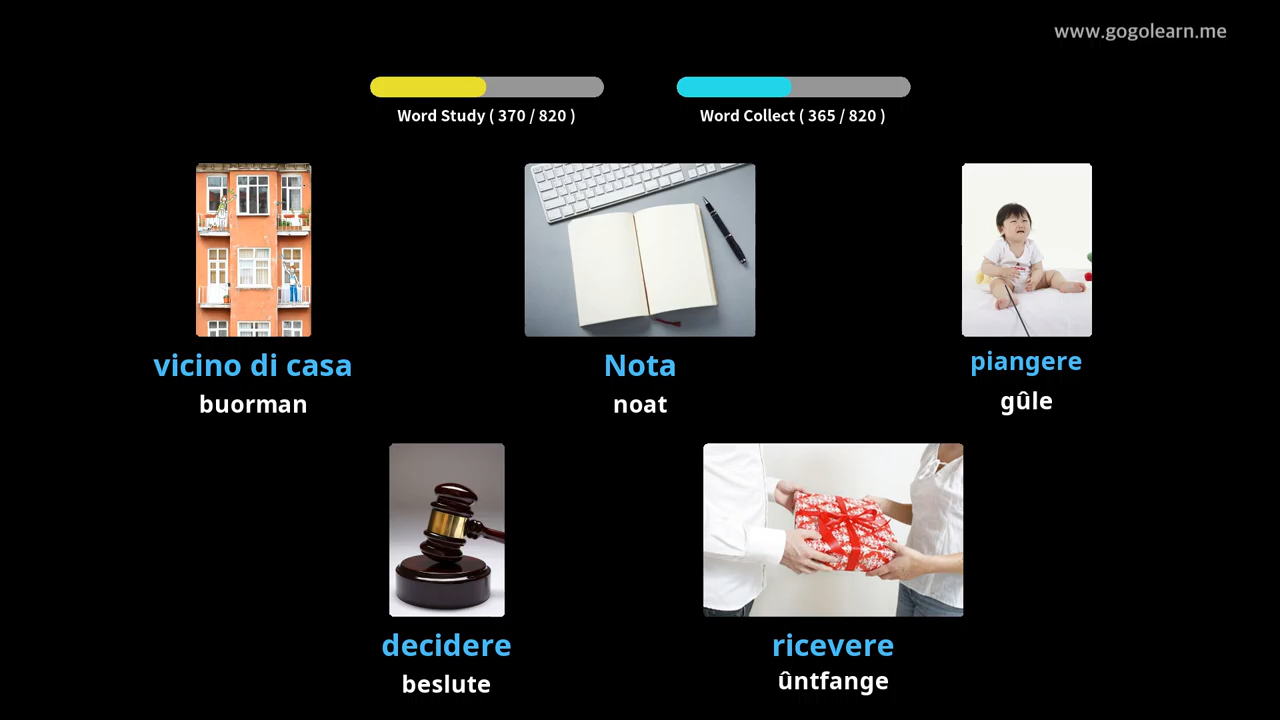 www.gogolearn.me
Word Study ( 370 / 820 )
Word Collect ( 365 / 820 )
vicino di casa
buorman
Nota
noat
piangere
gûle
decidere
beslute
ricevere
ûntfange